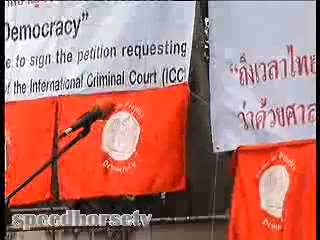 Democracy"
e to sign the petition requesting
of the International Criminal Court (ICC
"ถึงเวลาไทย
ว่าด้วยศาล
Democracy
speedhorsetv